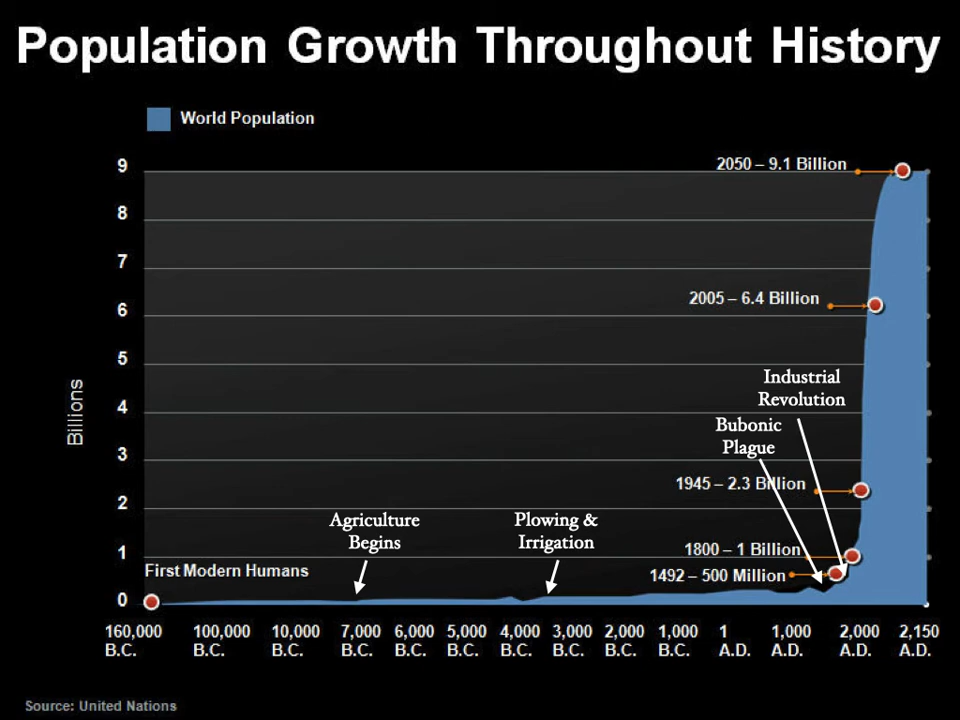 Population Growth Throughout History
World Population
9
2050 – 9.1 Billion
8
7
2005 – 6.4 Billion
6
5
Industrial
Revolution
4
Bubonic
Plague
Billions
3
1945 – 2.3 Billion
2
Agriculture
Begins
Plowing &
Irrigation
1
1800 – 1 Billion
First Modern Humans
1492 – 500 Million
0
160,000 B.C.
100,000 B.C.
10,000 B.C.
7,000 B.C.
6,000 B.C.
5,000 B.C.
4,000 B.C.
3,000 B.C.
2,000 B.C.
1,000 B.C.
1 A.D.
1,000 A.D.
2,000 A.D.
2,150 A.D.
Source: United Nations